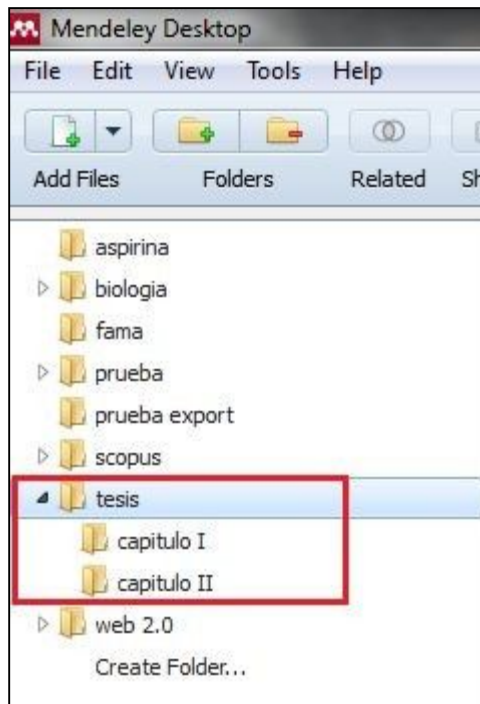 Mendeley Desktop
File Edit View Tools Help
Add Files Folders Related Sh
aspirina
biologia
fama
prueba
prueba export
scopus
tesis
capitulo I
capitulo II
web 2.0
Create Folder...